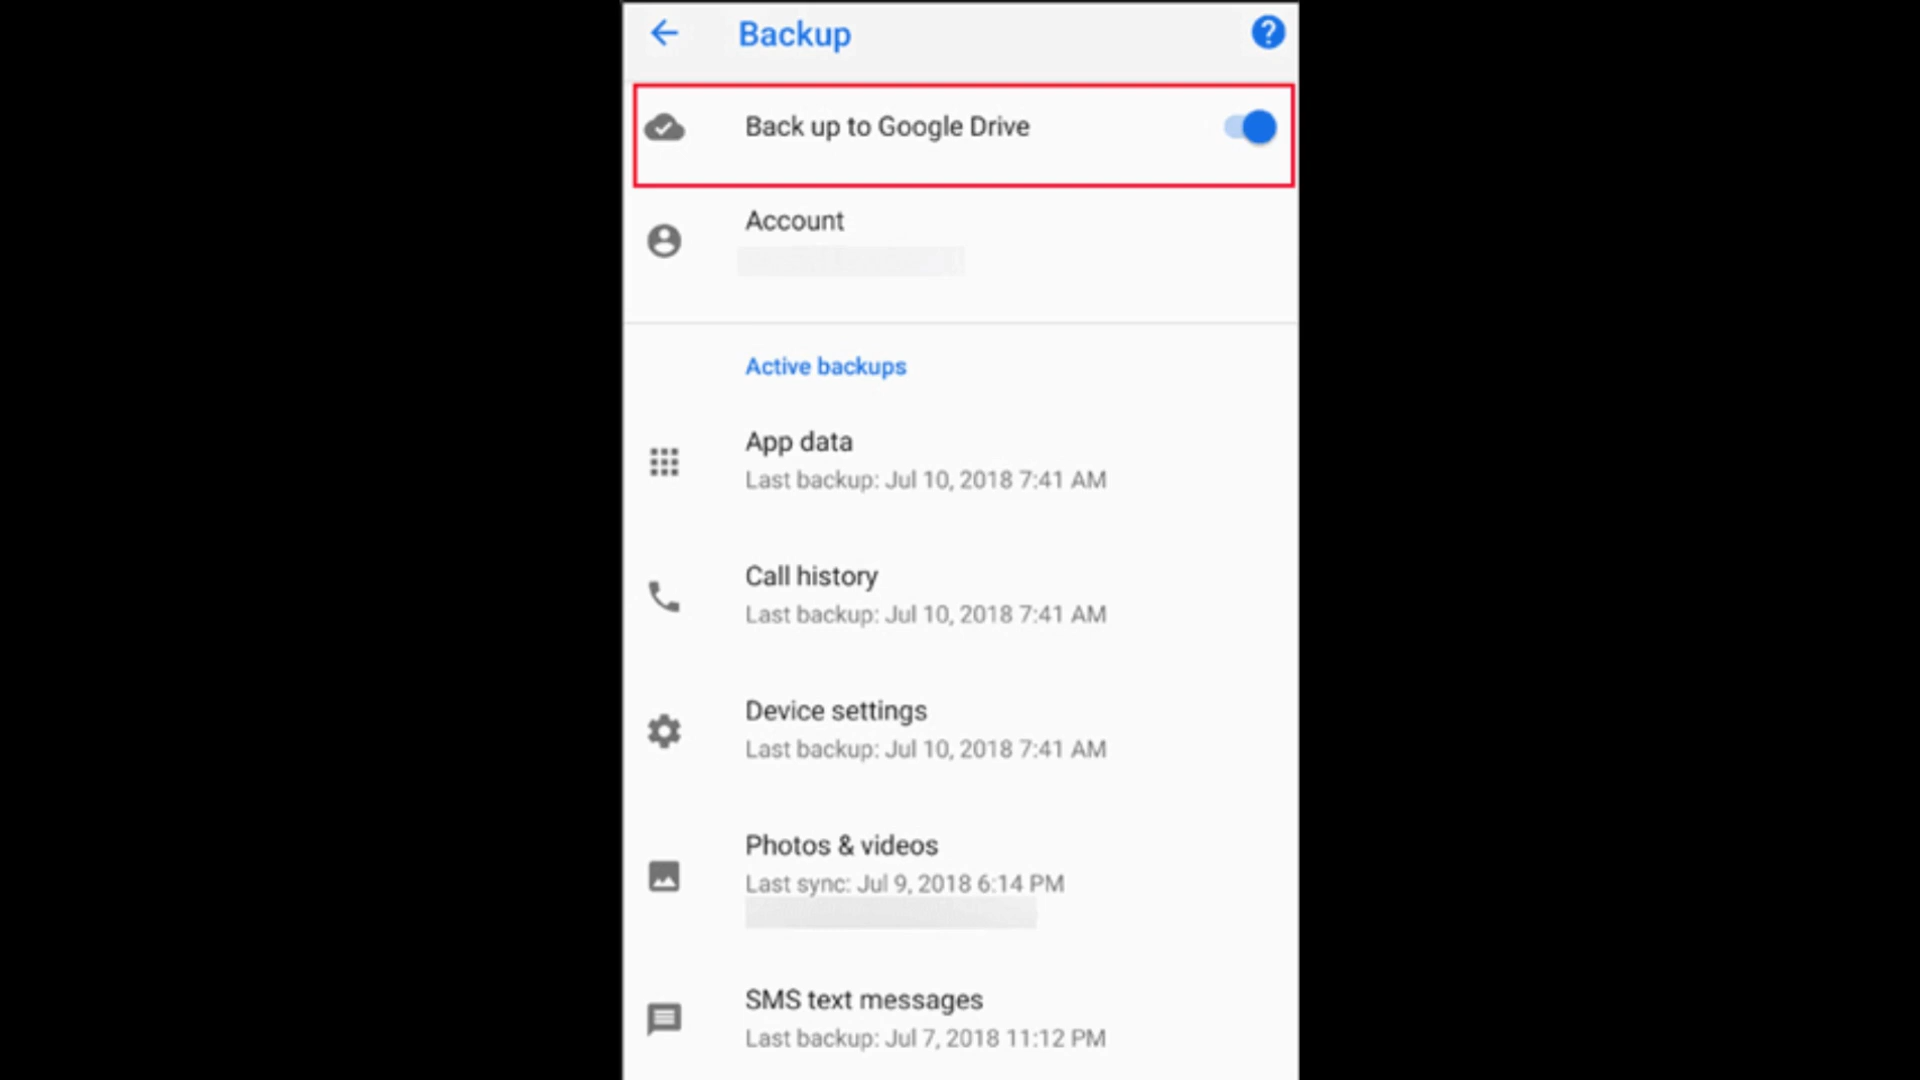 Backup
?
Back up to Google Drive
Account
Active backups
App data
Last backup: Jul 10, 2018 7:41 AM
Call history
Last backup: Jul 10, 2018 7:41 AM
Device settings
Last backup: Jul 10, 2018 7:41 AM
Photos & videos
Last sync: Jul 9, 2018 6:14 PM
SMS text messages
Last backup: Jul 7, 2018 11:12 PM